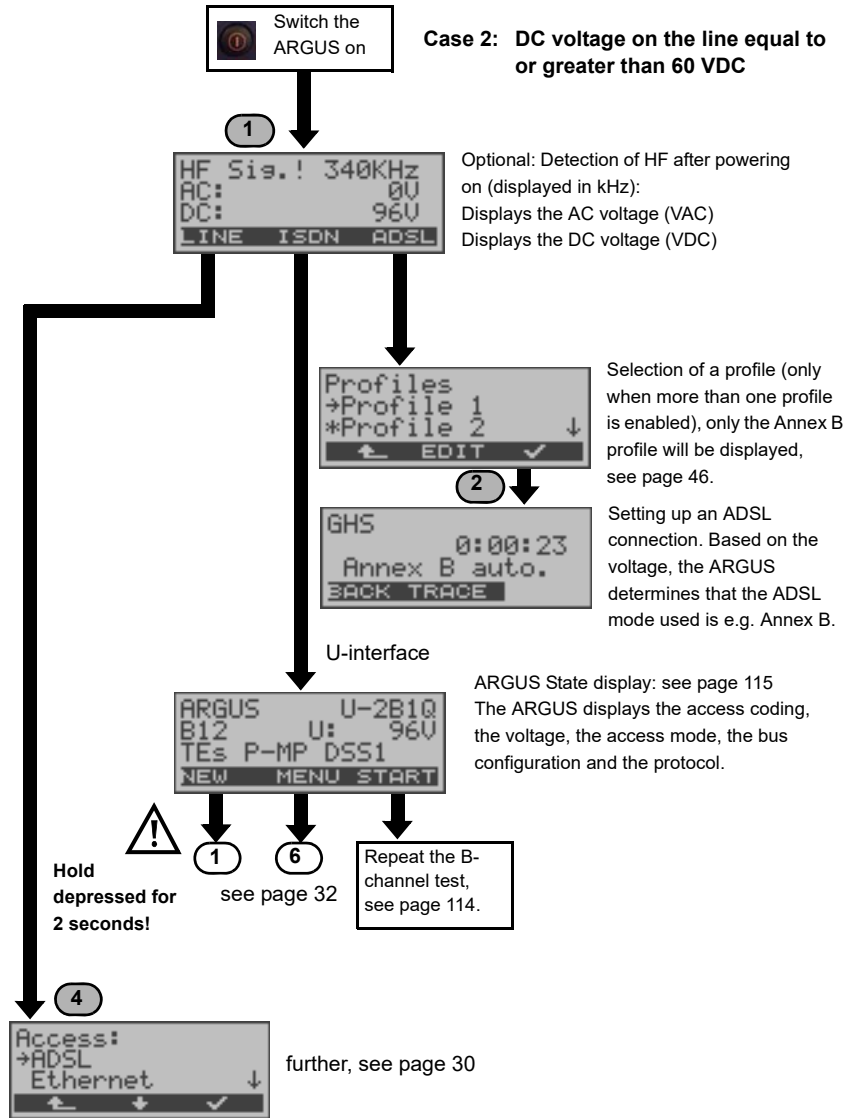 Switch the
ARGUS on
Case 2: DC voltage on the line equal to
or greater than 60 VDC
1
HF Sig.! 340KHz
AC: 0V
DC: 96V
LINE ISDN ADSL
Optional: Detection of HF after powering
on (displayed in kHz):
Displays the AC voltage (VAC)
Displays the DC voltage (VDC)
Profiles
→Profile 1
*Profile 2 ↓
EDIT ✓
Selection of a profile (only
when more than one profile
is enabled), only the Annex B
profile will be displayed,
see page 46.
2
GHS
0:00:23
Annex B auto.
BACK TRACE
Setting up an ADSL
connection. Based on the
voltage, the ARGUS
determines that the ADSL
mode used is e.g. Annex B.
U-interface
ARGUS U-2B1Q
B12 U: 96V
TEs P-MP DSS1
NEW MENU START
ARGUS State display: see page 115
The ARGUS displays the access coding,
the voltage, the access mode, the bus
configuration and the protocol.
Hold
depressed for
2 seconds!
1
6
see page 32
Repeat the B-
channel test,
see page 114.
4
Access:
→ADSL
Ethernet ↓
further, see page 30